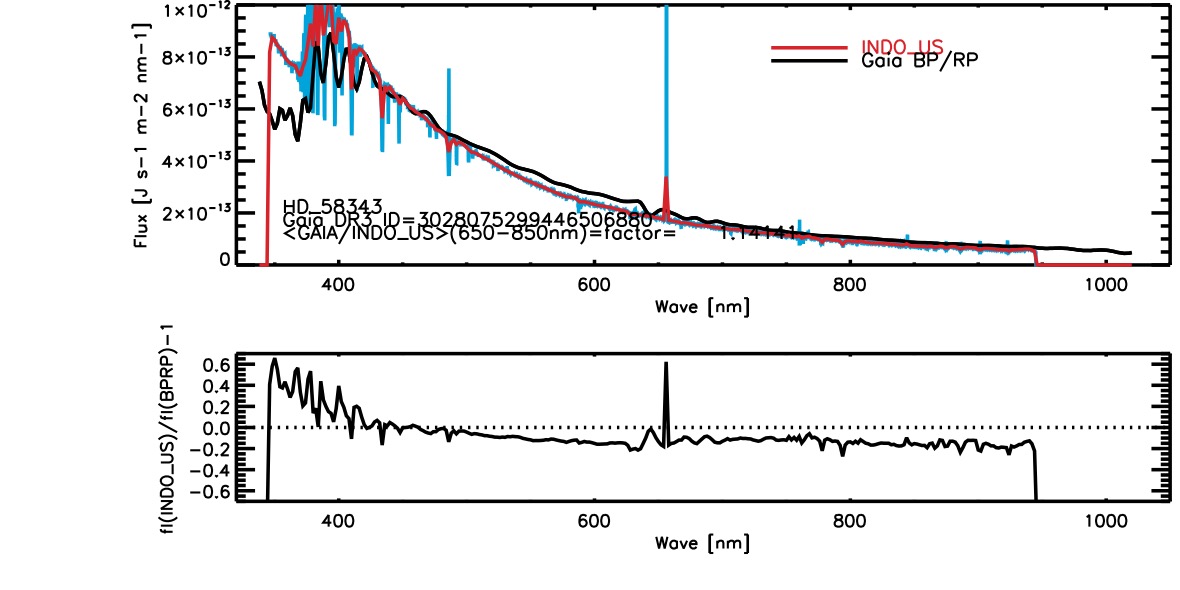 1×10−12
8×10−13
6×10−13
4×10−13
2×10−13
0
Flux [J s−1 m−2 nm−1]
INDO_US
Gaia BP/RP
HD_58343
Gaia DR3 ID=3028075299446506880
<GAIA/INDO_US>(650−850nm)=factor= 1.14141
400 600 800 1000
Wave [nm]
fl(INDO_US)/fl(BPRP)−1
0.6
0.4
0.2
0.0
−0.2
−0.4
−0.6
400 600 800 1000
Wave [nm]